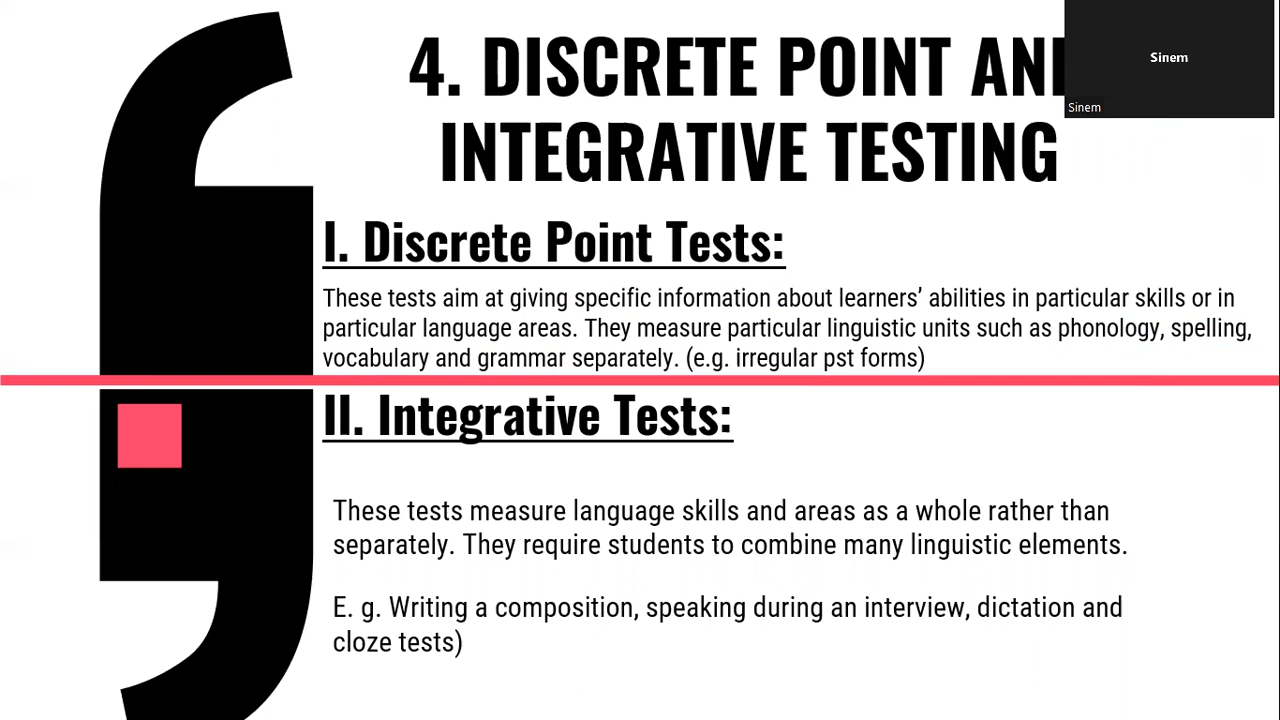 4. DISCRETE POINT AND
INTEGRATIVE TESTING
Sinem
Sinem
I. Discrete Point Tests:
These tests aim at giving specific information about learners’ abilities in particular skills or in
particular language areas. They measure particular linguistic units such as phonology, spelling,
vocabulary and grammar separately. (e.g. irregular pst forms)
II. Integrative Tests:
These tests measure language skills and areas as a whole rather than
separately. They require students to combine many linguistic elements.
E. g. Writing a composition, speaking during an interview, dictation and
cloze tests)